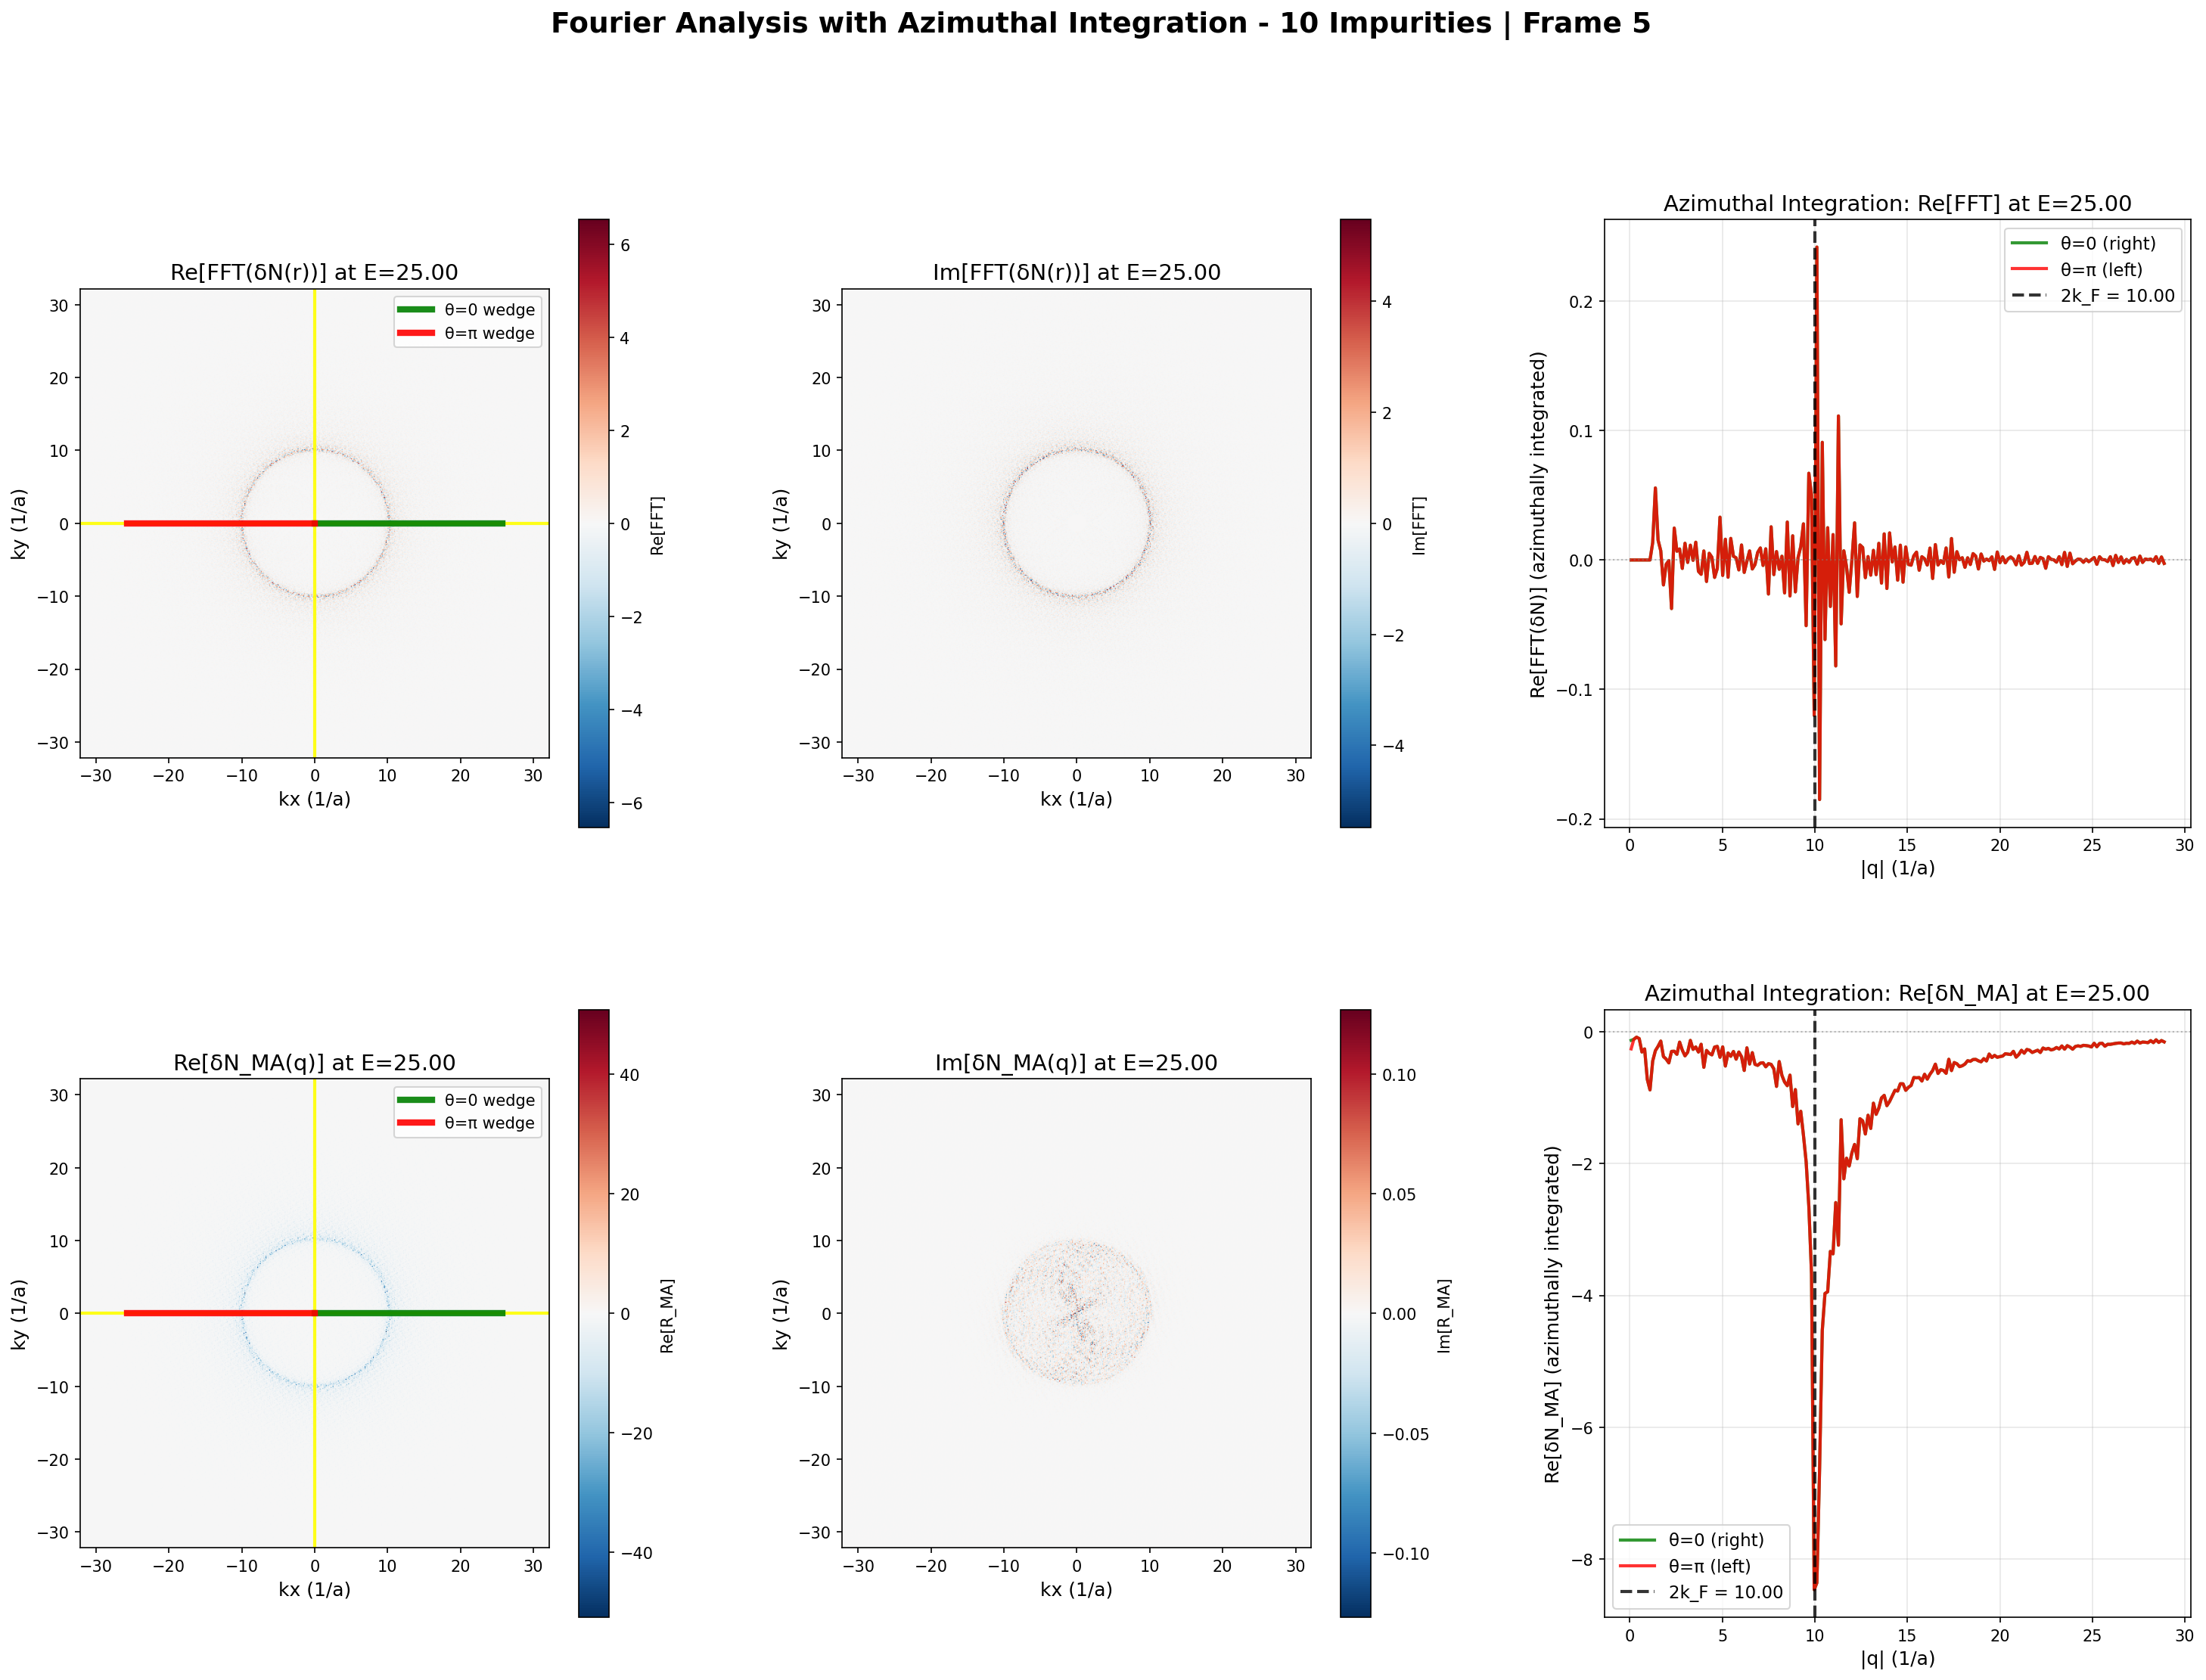 Fourier Analysis with Azimuthal Integration - 10 Impurities | Frame 5
Re[FFT(δN(r))] at E=25.00
θ=0 wedge
θ=π wedge
30
20
10
0
−10
−20
−30
−30 −20 −10 0 10 20 30
kx (1/a)
ky (1/a)
6
4
2
0
−2
−4
−6
Re[FFT]
Im[FFT(δN(r))] at E=25.00
30
20
10
0
−10
−20
−30
−30 −20 −10 0 10 20 30
kx (1/a)
ky (1/a)
4
2
0
−2
−4
Im[FFT]
Azimuthal Integration: Re[FFT] at E=25.00
θ=0 (right)
θ=π (left)
2k_F = 10.00
0.2
0.1
0.0
−0.1
−0.2
0 5 10 15 20 25 30
|q| (1/a)
Re[FFT(δN)] (azimuthally integrated)
Re[δN_MA(q)] at E=25.00
θ=0 wedge
θ=π wedge
30
20
10
0
−10
−20
−30
−30 −20 −10 0 10 20 30
kx (1/a)
ky (1/a)
40
20
0
−20
−40
Re[R_MA]
Im[δN_MA(q)] at E=25.00
30
20
10
0
−10
−20
−30
−30 −20 −10 0 10 20 30
kx (1/a)
ky (1/a)
0.10
0.05
0.00
−0.05
−0.10
Im[R_MA]
Azimuthal Integration: Re[δN_MA] at E=25.00
0
−2
−4
−6
−8
θ=0 (right)
θ=π (left)
2k_F = 10.00
0 5 10 15 20 25 30
|q| (1/a)
Re[δN_MA] (azimuthally integrated)